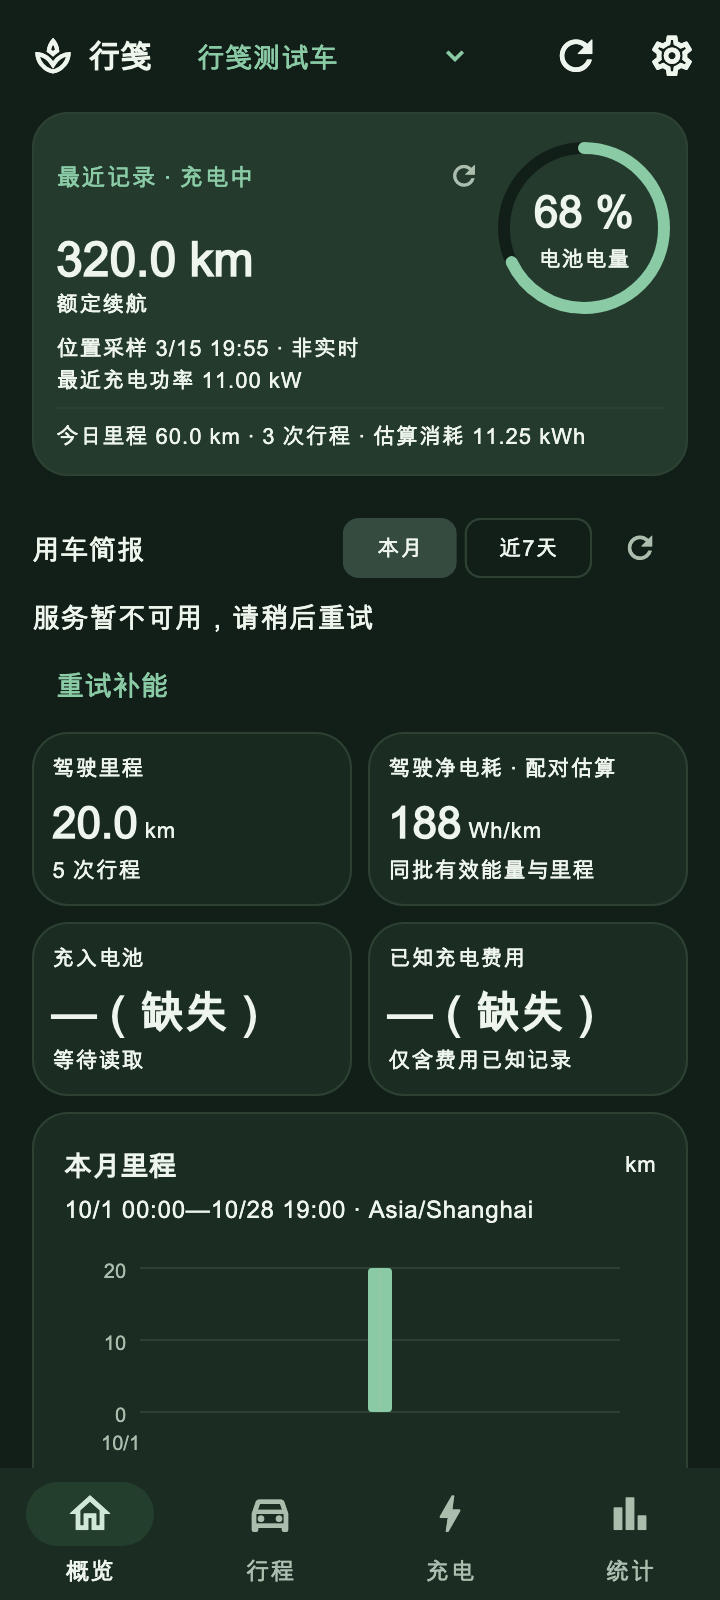 行笺 行笺测试车
最近记录 · 充电中
68 %
电池电量
320.0 km
额定续航
位置采样 3/15 19:55 · 非实时
最近充电功率 11.00 kW
今日里程 60.0 km · 3 次行程 · 估算消耗 11.25 kWh
用车简报 本月 近7天
服务暂不可用，请稍后重试
重试补能
驾驶里程
20.0 km
5 次行程
驾驶净电耗 · 配对估算
188 Wh/km
同批有效能量与里程
充入电池
—（缺失）
等待读取
已知充电费用
—（缺失）
仅含费用已知记录
本月里程 km
10/1 00:00—10/28 19:00 · Asia/Shanghai
20
10
0
10/1
概览 行程 充电 统计